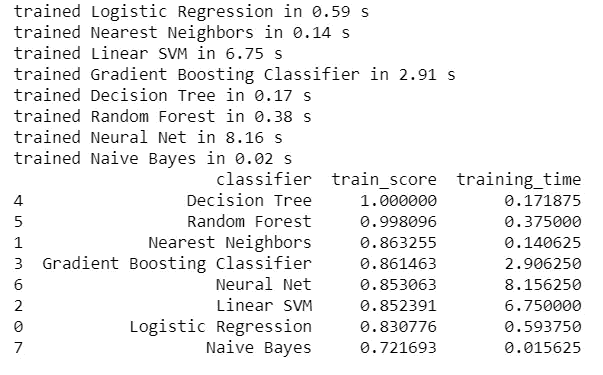 trained Logistic Regression in 0.59 s
trained Nearest Neighbors in 0.14 s
trained Linear SVM in 6.75 s
trained Gradient Boosting Classifier in 2.91 s
trained Decision Tree in 0.17 s
trained Random Forest in 0.38 s
trained Neural Net in 8.16 s
trained Naive Bayes in 0.02 s
classifier train_score training_time
4 Decision Tree 1.000000 0.171875
5 Random Forest 0.998096 0.375000
1 Nearest Neighbors 0.863255 0.140625
3 Gradient Boosting Classifier 0.861463 2.906250
6 Neural Net 0.853063 8.156250
2 Linear SVM 0.852391 6.750000
0 Logistic Regression 0.830776 0.593750
7 Naive Bayes 0.721693 0.015625